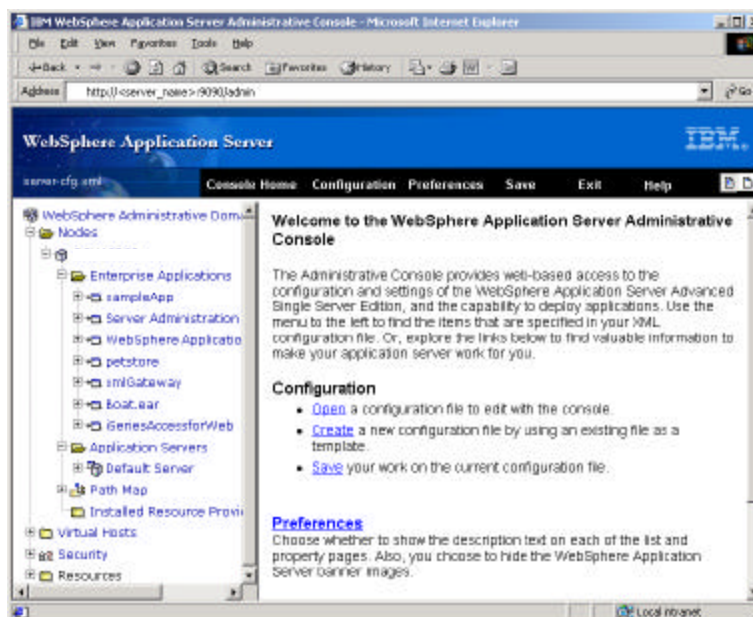 IBM WebSphere Application Server Administrative Console - Microsoft Internet Explorer
File Edit View Favorites Tools Help
Back Search Favorites History
Address http://<server_name>:9090/admin Go
WebSphere Application Server IBM.
server-cfg.xml Console Home Configuration Preferences Save Exit Help
WebSphere Administrative Doma
Nodes
Enterprise Applications
sampleApp
Server Administration
WebSphere Applicatio
petstore
xmlGateway
Boat.ear
iSeriesAccessforWeb
Application Servers
Default Server
Path Map
Installed Resource Provi
Virtual Hosts
Security
Resources
Welcome to the WebSphere Application Server Administrative
Console
The Administrative Console provides web-based access to the
configuration and settings of the WebSphere Application Server Advanced
Single Server Edition, and the capability to deploy applications. Use the
menu to the left to find the items that are specified in your XML
configuration file. Or, explore the links below to find valuable information to
make your application server work for you.
Configuration
• Open a configuration file to edit with the console.
• Create a new configuration file by using an existing file as a
template.
• Save your work on the current configuration file.
Preferences
Choose whether to show the description text on each of the list and
property pages. Also, you choose to hide the WebSphere Application
Server banner images.
Local intranet